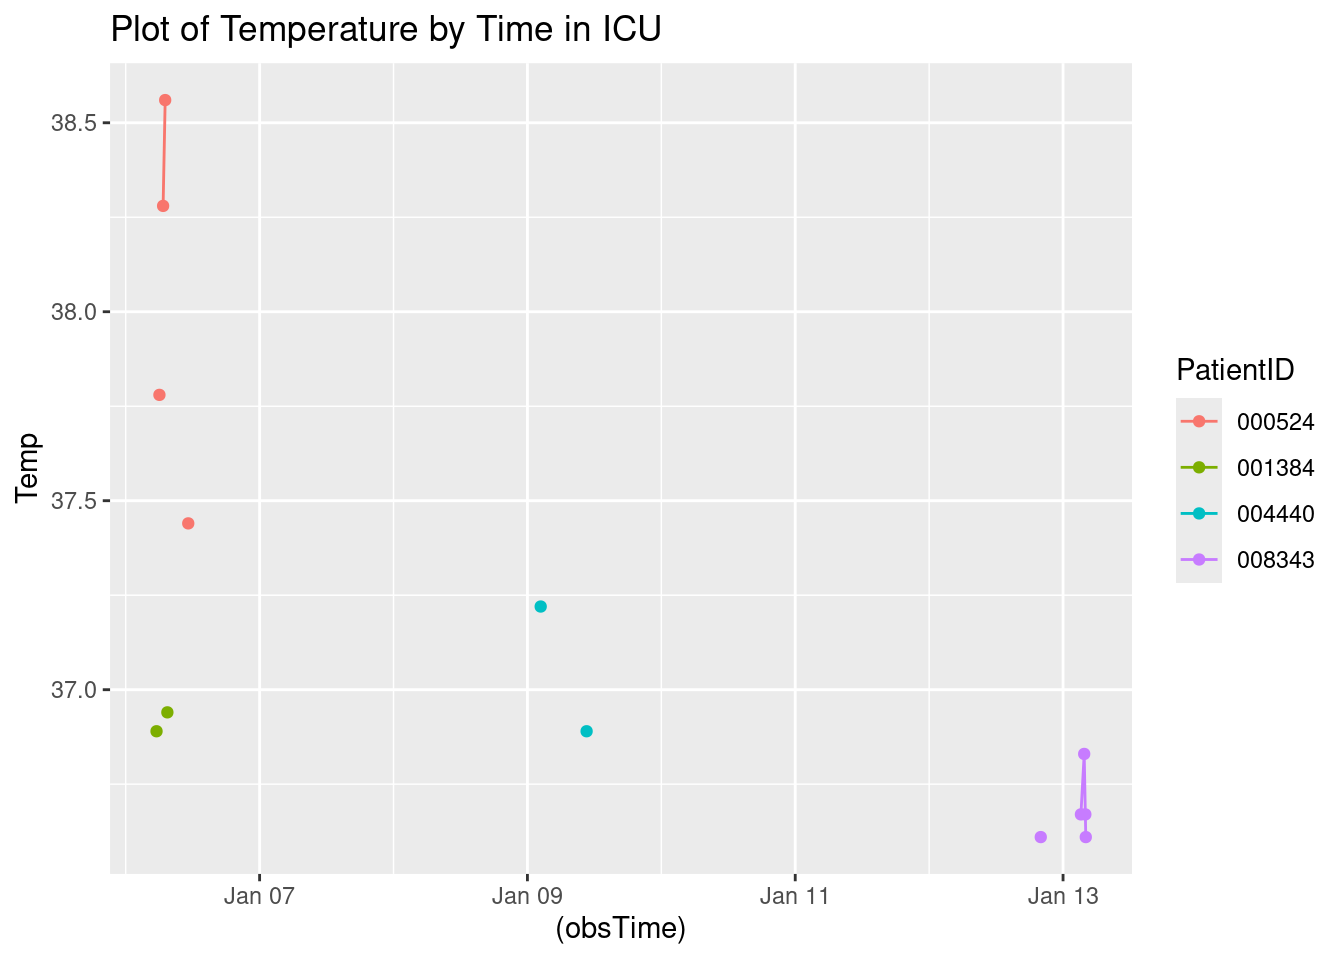 Plot of Temperature by Time in ICU
38.5
38.0
37.5
37.0
Temp
Jan 07
Jan 09
Jan 11
Jan 13
(obsTime)
PatientID
000524
001384
004440
008343